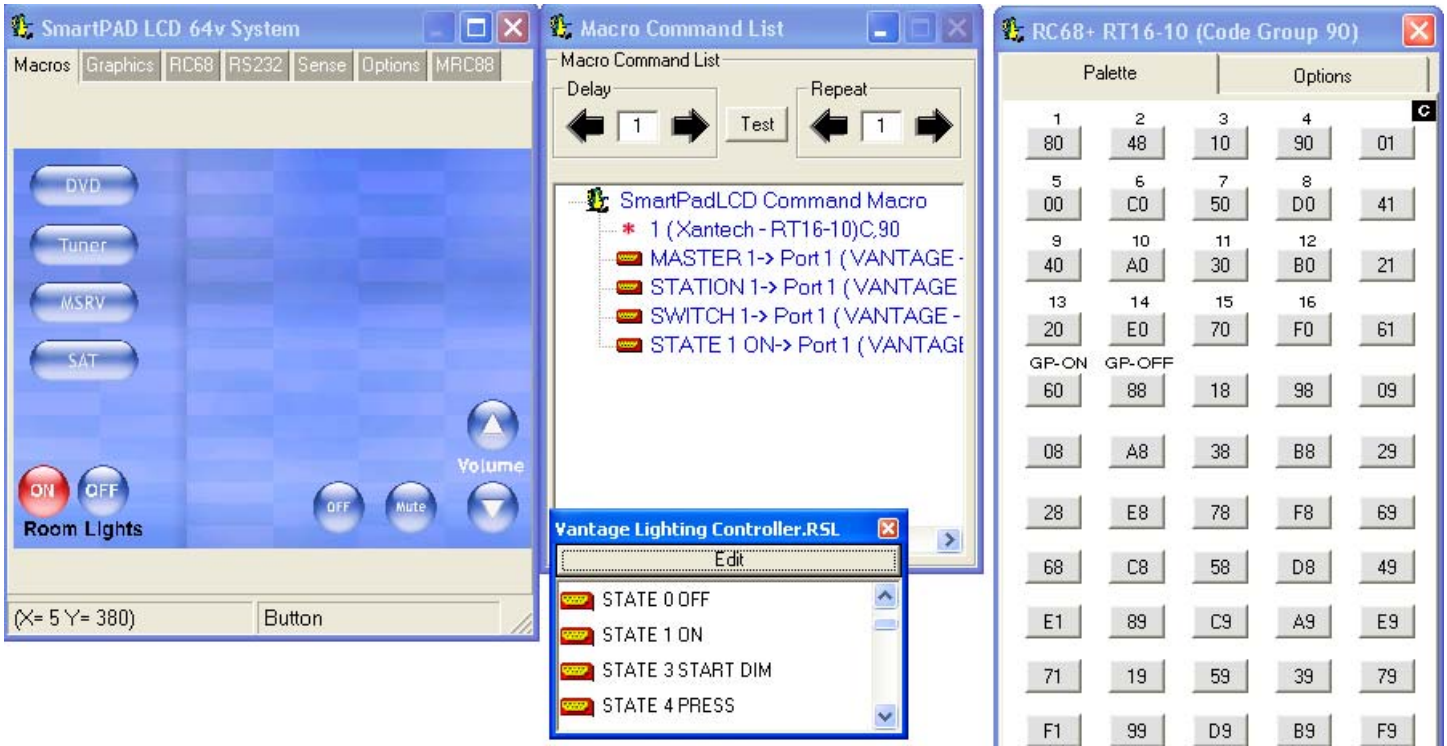 SmartPAD LCD 64v System
Macros Graphics RC68 RS232 Sense Options MRC88
DVD
Tuner
MSRV
SAT
Volume
ON OFF OFF Mute
Room Lights
(X= 5 Y= 380) Button
Macro Command List
Macro Command List
Delay Repeat
1 Test 1
SmartPadLCD Command Macro
* 1 ( Xantech - RT16-10)C,90
MASTER 1-> Port 1 ( VANTAGE -
STATION 1-> Port 1 ( VANTAGE
SWITCH 1-> Port 1 ( VANTAGE -
STATE 1 ON-> Port 1 ( VANTAGE
Vantage Lighting Controller.RSL
Edit
STATE 0 OFF
STATE 1 ON
STATE 3 START DIM
STATE 4 PRESS
RC68+ RT16-10 (Code Group 90)
Palette Options
C
1 2 3 4
80 48 10 90 01
5 6 7 8
00 C0 50 D0 41
9 10 11 12
40 A0 30 B0 21
13 14 15 16
20 E0 70 F0 61
GP-ON GP-OFF
60 88 18 98 09
08 A8 38 B8 29
28 E8 78 F8 69
68 C8 58 D8 49
E1 89 C9 A9 E9
71 19 59 39 79
F1 99 D9 B9 F9